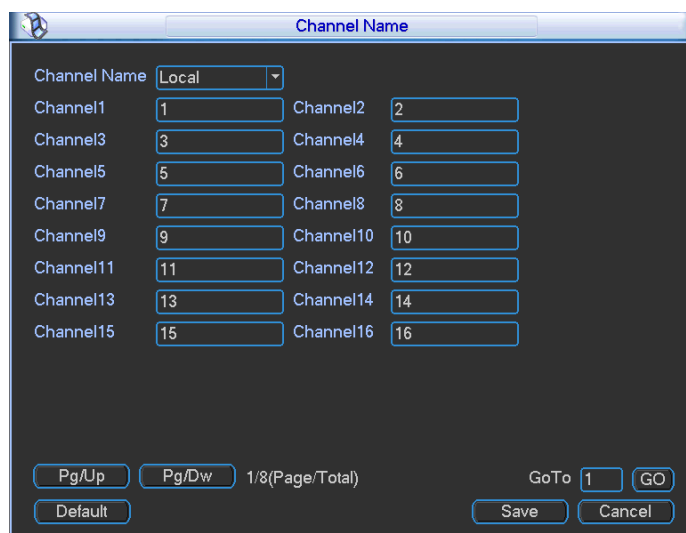 Channel Name
Channel Name Local
Channel1 1 Channel2 2
Channel3 3 Channel4 4
Channel5 5 Channel6 6
Channel7 7 Channel8 8
Channel9 9 Channel10 10
Channel11 11 Channel12 12
Channel13 13 Channel14 14
Channel15 15 Channel16 16
Pg/Up Pg/Dw 1/8(Page/Total) GoTo 1 GO
Default Save Cancel